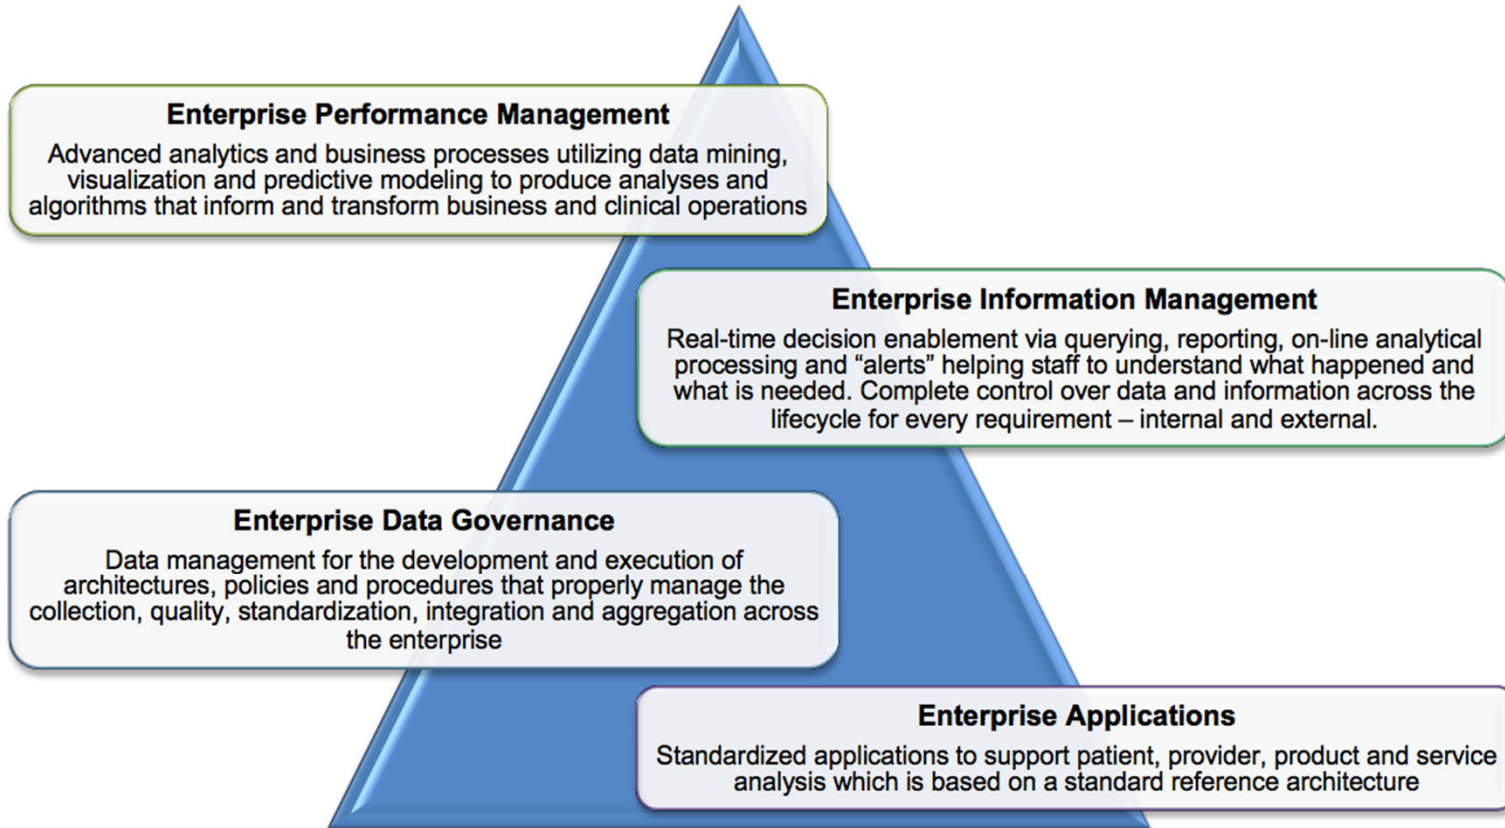 Enterprise Performance Management
Advanced analytics and business processes utilizing data mining,
visualization and predictive modeling to produce analyses and
algorithms that inform and transform business and clinical operations
Enterprise Information Management
Real-time decision enablement via querying, reporting, on-line analytical
processing and “alerts” helping staff to understand what happened and
what is needed. Complete control over data and information across the
lifecycle for every requirement – internal and external.
Enterprise Data Governance
Data management for the development and execution of
architectures, policies and procedures that properly manage the
collection, quality, standardization, integration and aggregation across
the enterprise
Enterprise Applications
Standardized applications to support patient, provider, product and service
analysis which is based on a standard reference architecture